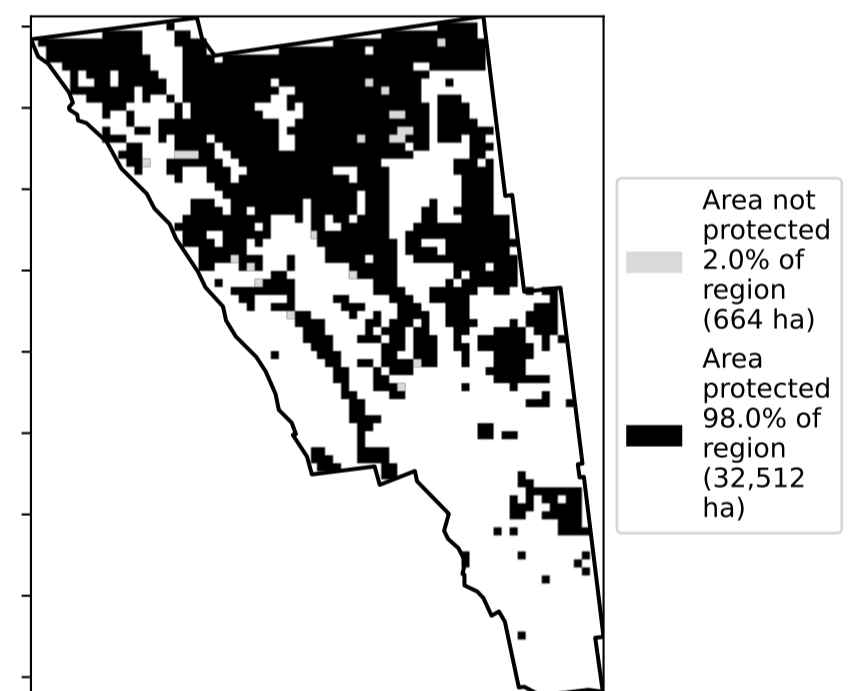 Area not
protected
2.0% of
region
(664 ha)
Area
protected
98.0% of
region
(32,512
ha)